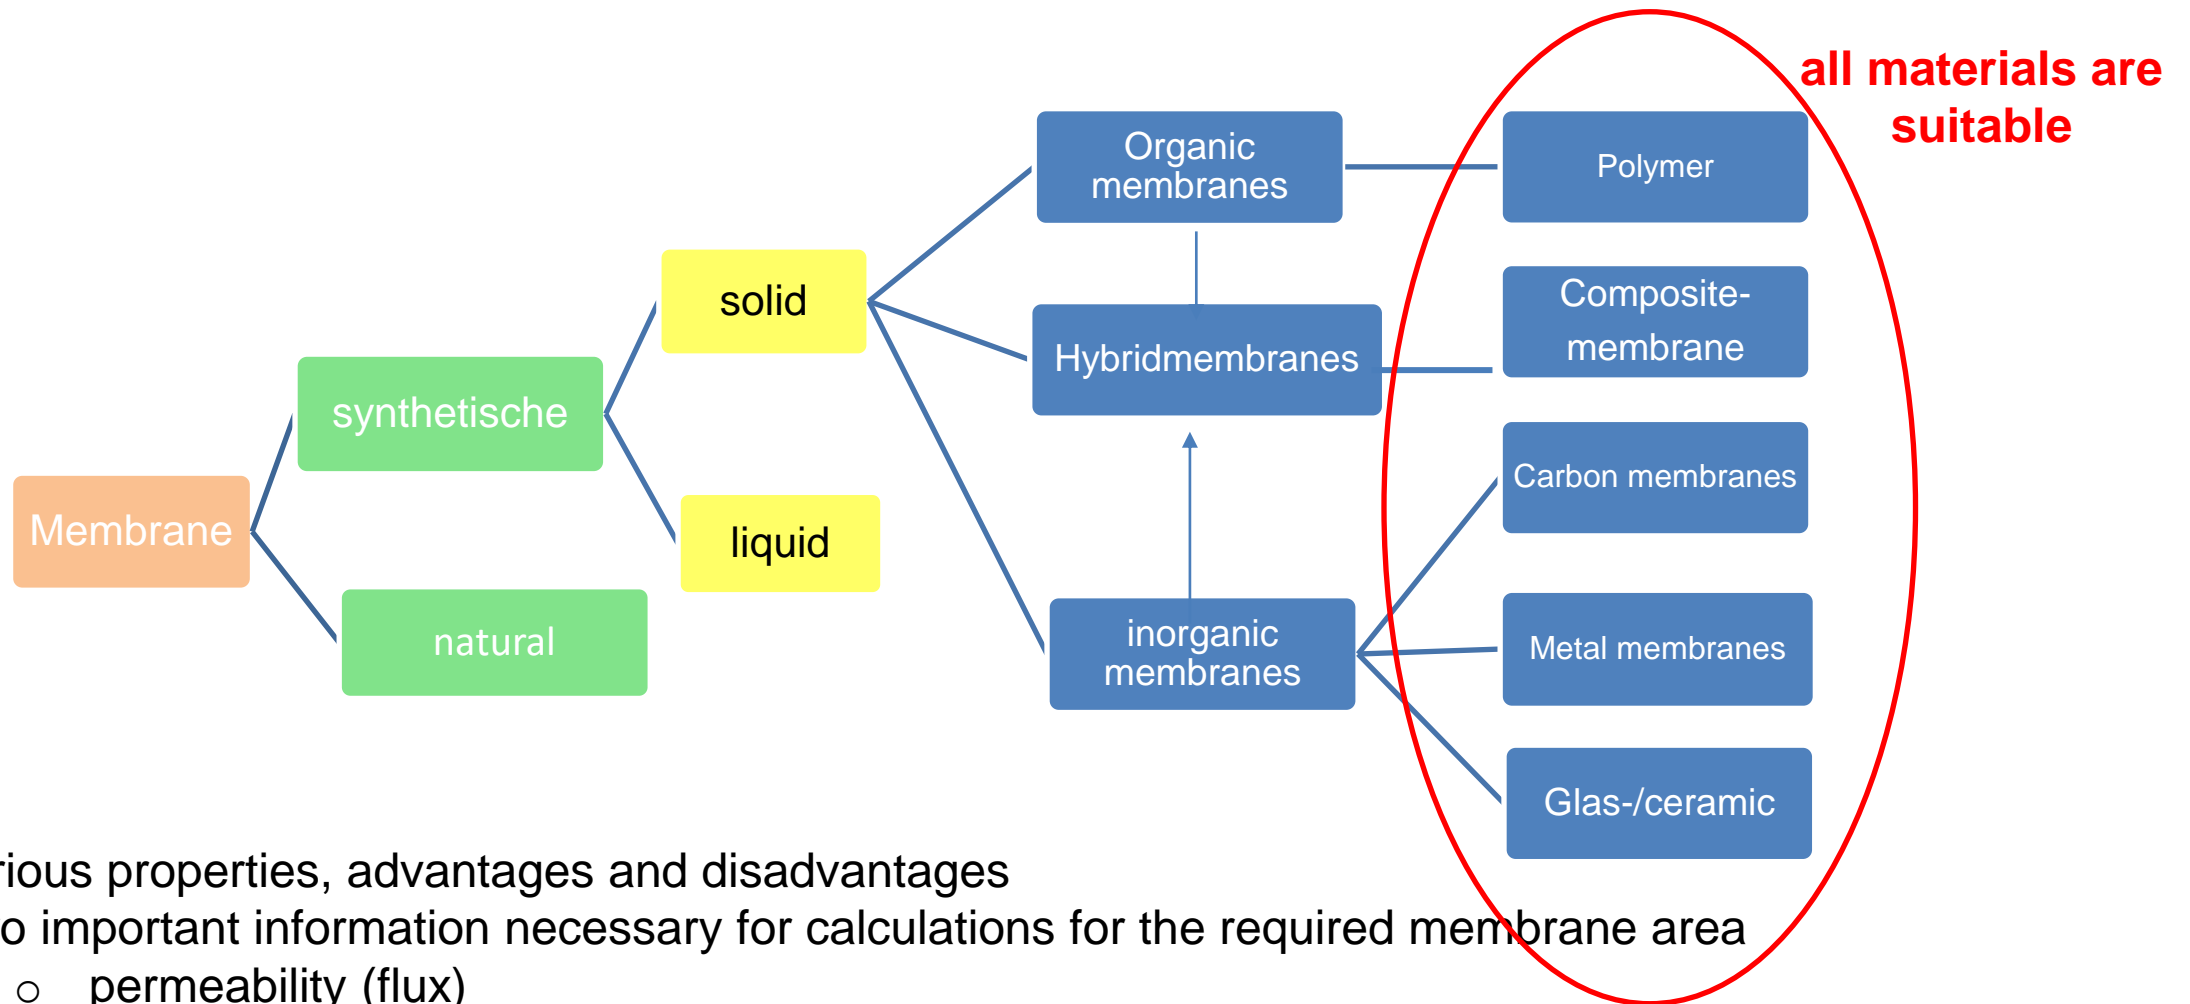 all materials are
suitable
Organic
membranes
Polymer
solid
Composite-
membrane
Hybridmembranes
synthetische
Carbon membranes
Membrane
liquid
natural
inorganic
membranes
Metal membranes
Glas-/ceramic
rious properties, advantages and disadvantages
o important information necessary for calculations for the required membrane area
o permeability (flux)